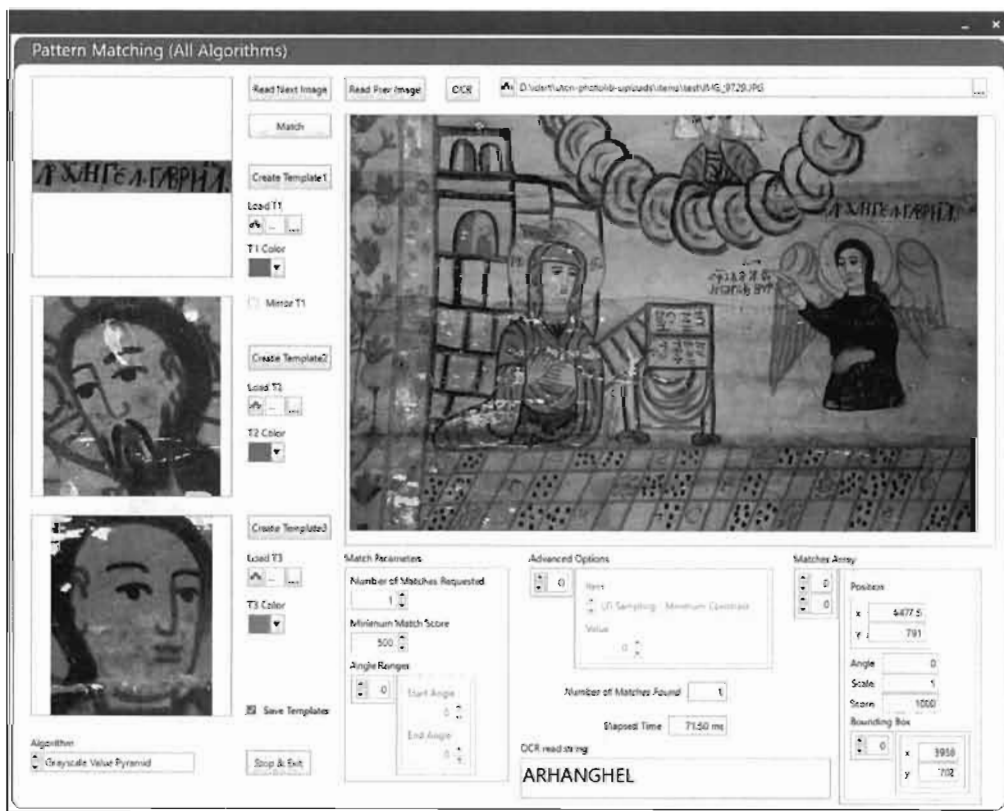 Pattern Matching (All Algorithms)
Read Next Image
Read Prev Image
OCR
...
Match
Create Template1
Load T1
...
T1 Color
Mirror T1
Create Template2
Load T2
...
T2 Color
Create Template3
Load T3
...
T3 Color
Save Templates
Algorithm
Grayscale Value Pyramid
Stop & Exit
Match Parameters
Number of Matches Requested
1
Minimum Match Score
500
Angle Ranges
0
Start Angle
0
End Angle
0
Advanced Options
0
Item
Value
0
Number of Matches Found 1
Elapsed Time 71.50 ms
OCR read string
ARHANGHEL
Matches Array
0
0
Position
x 4477.5
y 791
Angle 0
Scale 1
Score 1000
Bounding Box
0
x
y 702